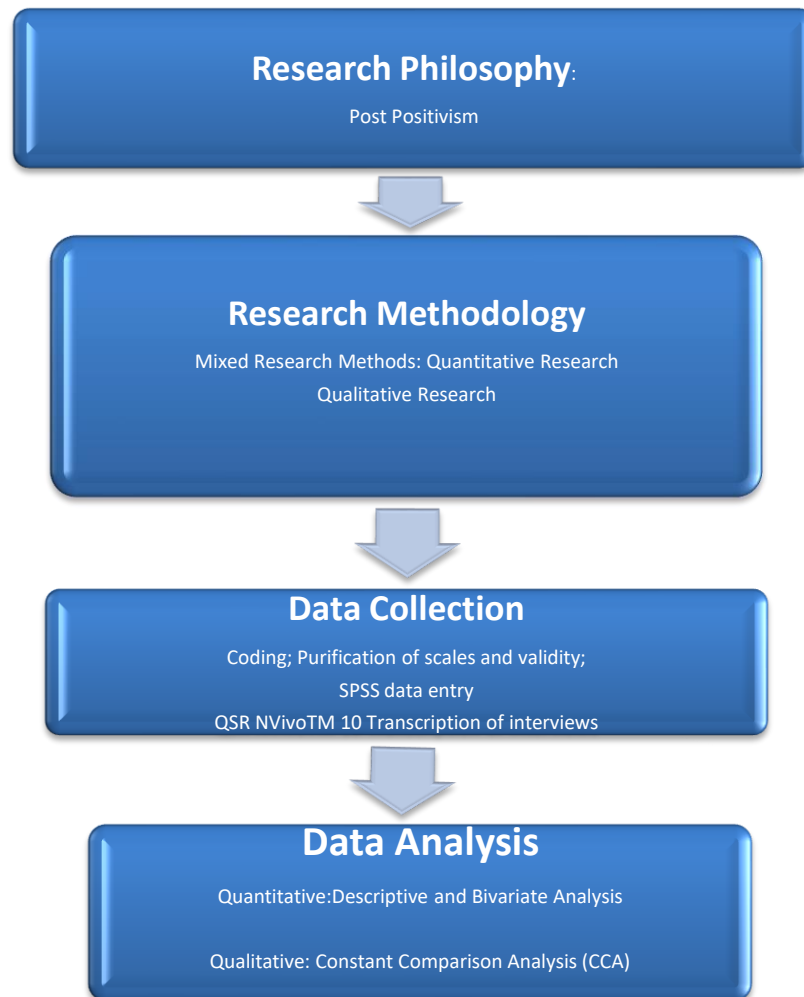 Research Philosophy:
Post Positivism
Research Methodology
Mixed Research Methods: Quantitative Research
Qualitative Research
Data Collection
Coding; Purification of scales and validity;
SPSS data entry
QSR NVivoTM 10 Transcription of interviews
Data Analysis
Quantitative:Descriptive and Bivariate Analysis
Qualitative: Constant Comparison Analysis (CCA)